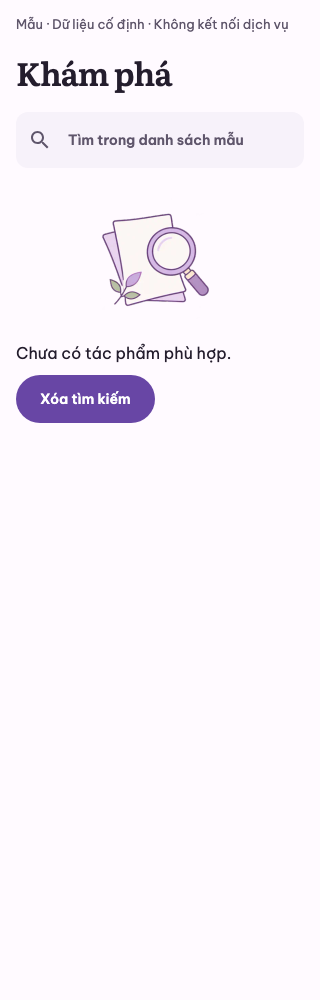 Mẫu · Dữ liệu cố định · Không kết nối dịch vụ
Khám phá
Tìm trong danh sách mẫu
Chưa có tác phẩm phù hợp.
Xóa tìm kiếm